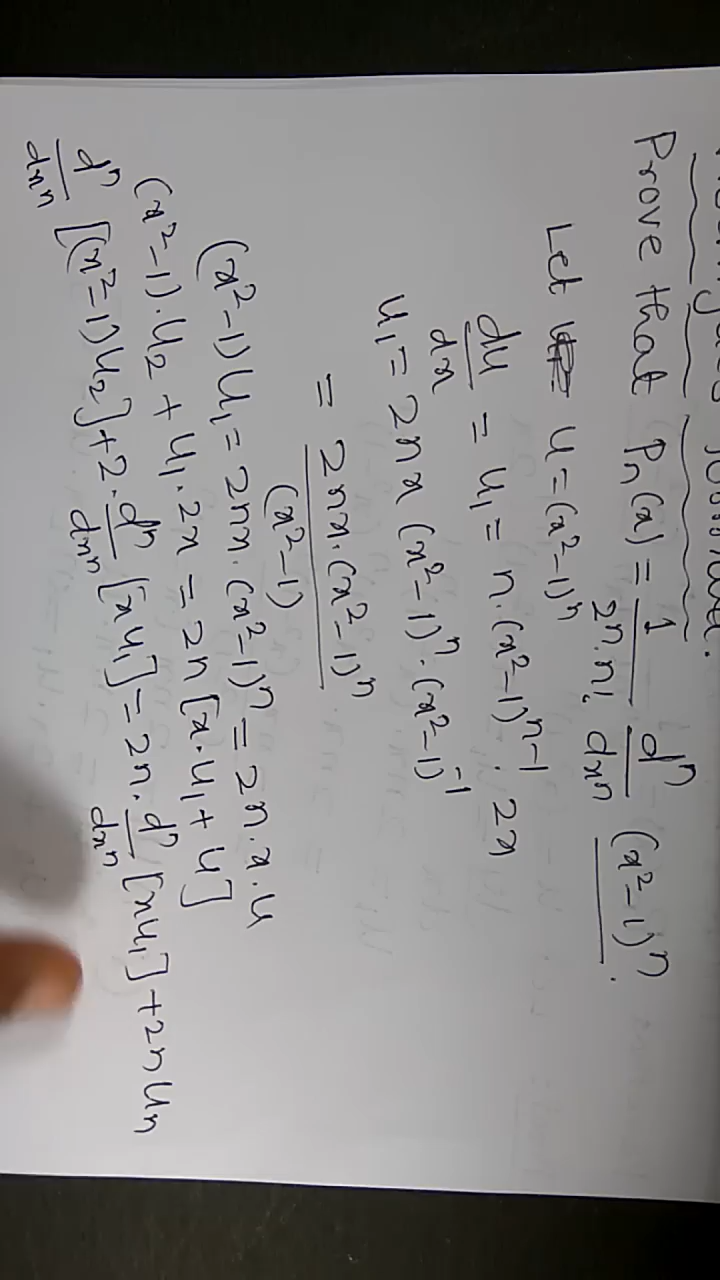 Prove that Pn(x) = 1/(2^n · n!) d^n/dx^n (x² − 1)^n.
Let u = (x² − 1)^n
du/dx = u₁ = n · (x² − 1)^(n−1) · 2x
u₁ = 2nx (x² − 1)^n · (x² − 1)^−1
= 2nx · (x² − 1)^n / (x² − 1)
(x² − 1) u₁ = 2nx · (x² − 1)^n = 2n · x · u
(x² − 1) · u₂ + u₁ · 2x = 2n [x · u₁ + u]
d^n/dx^n [(x² − 1) u₂] + 2 · d^n/dx^n [x u₁] = 2n · d^n/dx^n [x u₁] + 2n un